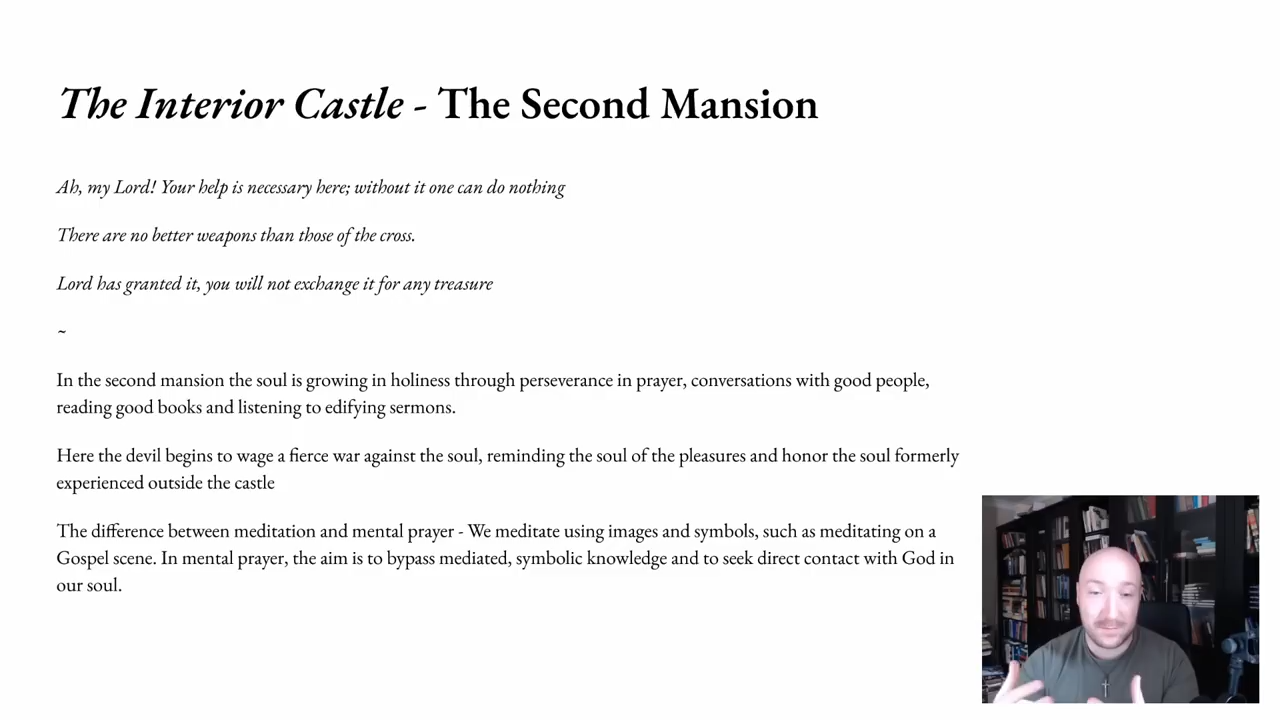 The Interior Castle - The Second Mansion
Ah, my Lord! Your help is necessary here; without it one can do nothing
There are no better weapons than those of the cross.
Lord has granted it, you will not exchange it for any treasure
~
In the second mansion the soul is growing in holiness through perseverance in prayer, conversations with good people,
reading good books and listening to edifying sermons.
Here the devil begins to wage a fierce war against the soul, reminding the soul of the pleasures and honor the soul formerly
experienced outside the castle
The difference between meditation and mental prayer - We meditate using images and symbols, such as meditating on a
Gospel scene. In mental prayer, the aim is to bypass mediated, symbolic knowledge and to seek direct contact with God in
our soul.